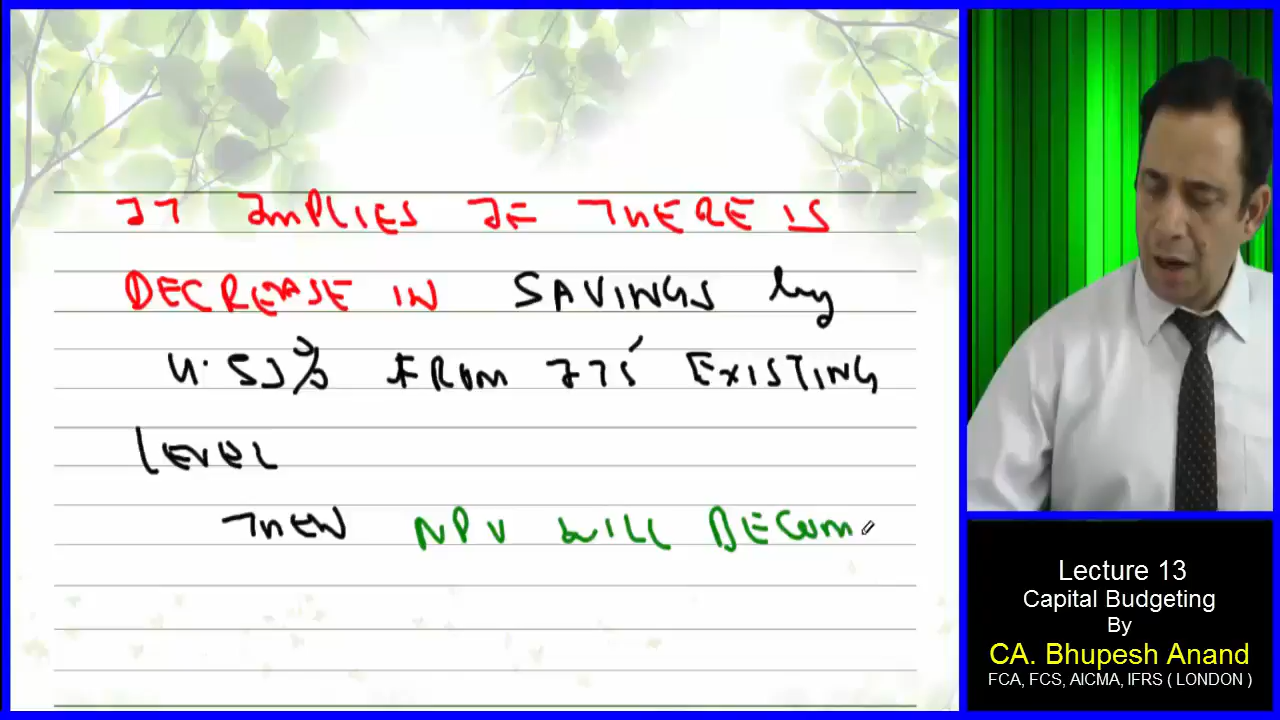 IT IMPLIES IF THERE IS
DECREASE IN SAVINGS by
4.53% FROM ITS EXISTING
LEVEL
THEN NPV WILL BECOM
Lecture 13
Capital Budgeting
By
CA. Bhupesh Anand
FCA, FCS, AICMA, IFRS ( LONDON )